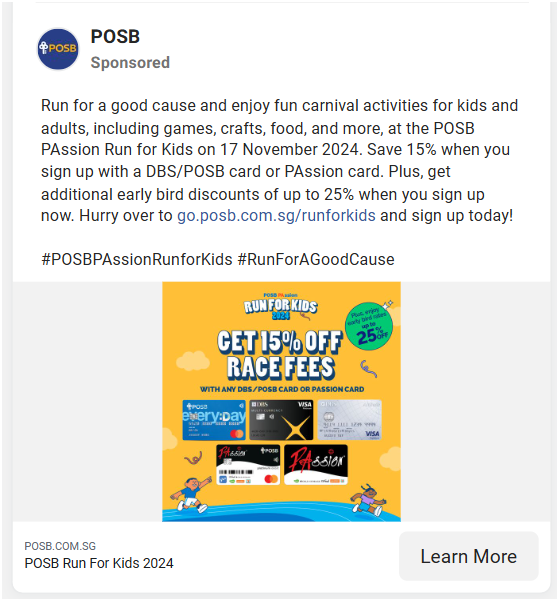 POSB
POSB
Sponsored
Run for a good cause and enjoy fun carnival activities for kids and
adults, including games, crafts, food, and more, at the POSB
PAssion Run for Kids on 17 November 2024. Save 15% when you
sign up with a DBS/POSB card or PAssion card. Plus, get
additional early bird discounts of up to 25% when you sign up
now. Hurry over to go.posb.com.sg/runforkids and sign up today!
#POSBPAssionRunforKids #RunForAGoodCause
POSB PAssion
RUN FOR KIDS
2024
Plus, enjoy
early bird rates
up to
25% OFF
GET 15% OFF
RACE FEES
WITH ANY DBS/POSB CARD OR PASSION CARD
POSB
everyday
DBS
VISA
DBS
VISA
PAssion
POSB
PAssion
POSB.COM.SG
POSB Run For Kids 2024
Learn More